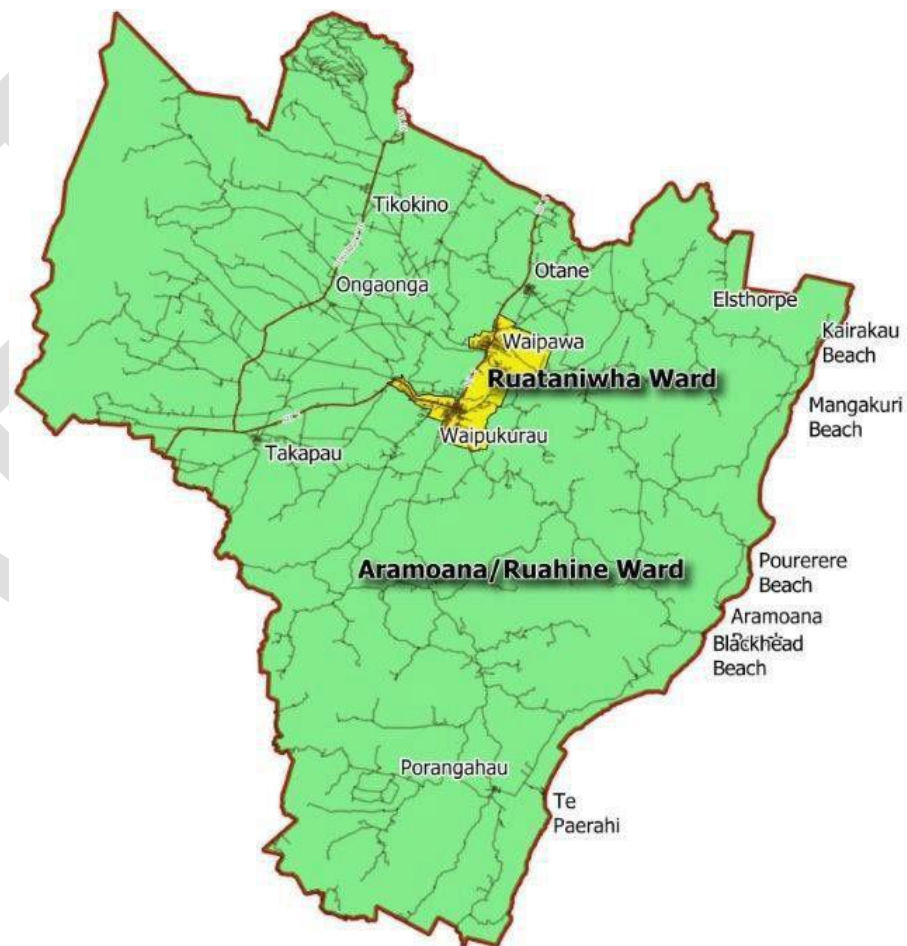 Tikokino
Ongaonga
Otane
Elsthorpe
Kairakau
Beach
Waipawa
Ruataniwha Ward
Mangakuri
Beach
Waipukurau
Takapau
Aramoana/Ruahine Ward
Pourerere
Beach
Aramoana
Blackhead
Beach
Porangahau
Te
Paerahi